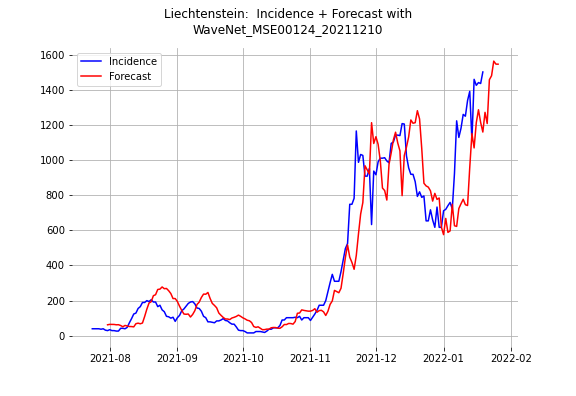 Liechtenstein:  Incidence + Forecast with
WaveNet_MSE00124_20211210
Incidence
Forecast
1600
1400
1200
1000
800
600
400
200
0
2021-08 2021-09 2021-10 2021-11 2021-12 2022-01 2022-02